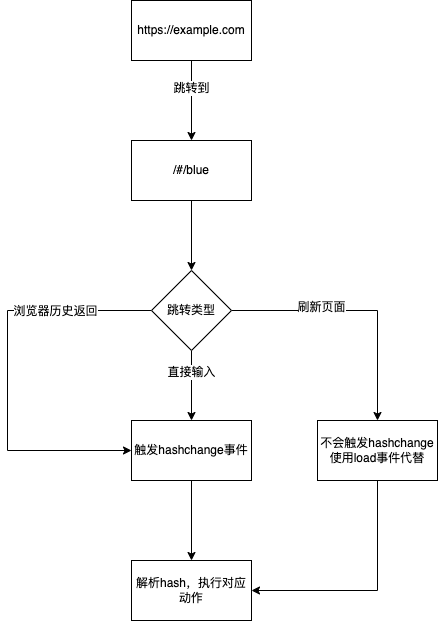 https://example.com
跳转到
/#/blue
浏览器历史返回
跳转类型
刷新页面
直接输入
触发hashchange事件
不会触发hashchange
使用load事件代替
解析hash，执行对应
动作